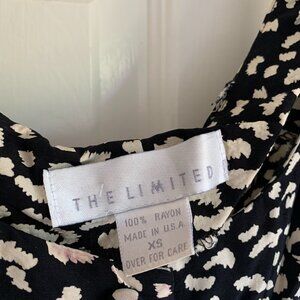 THE LIMITED
100% RAYON
MADE IN U.S.A.
XS
OVER FOR CARE